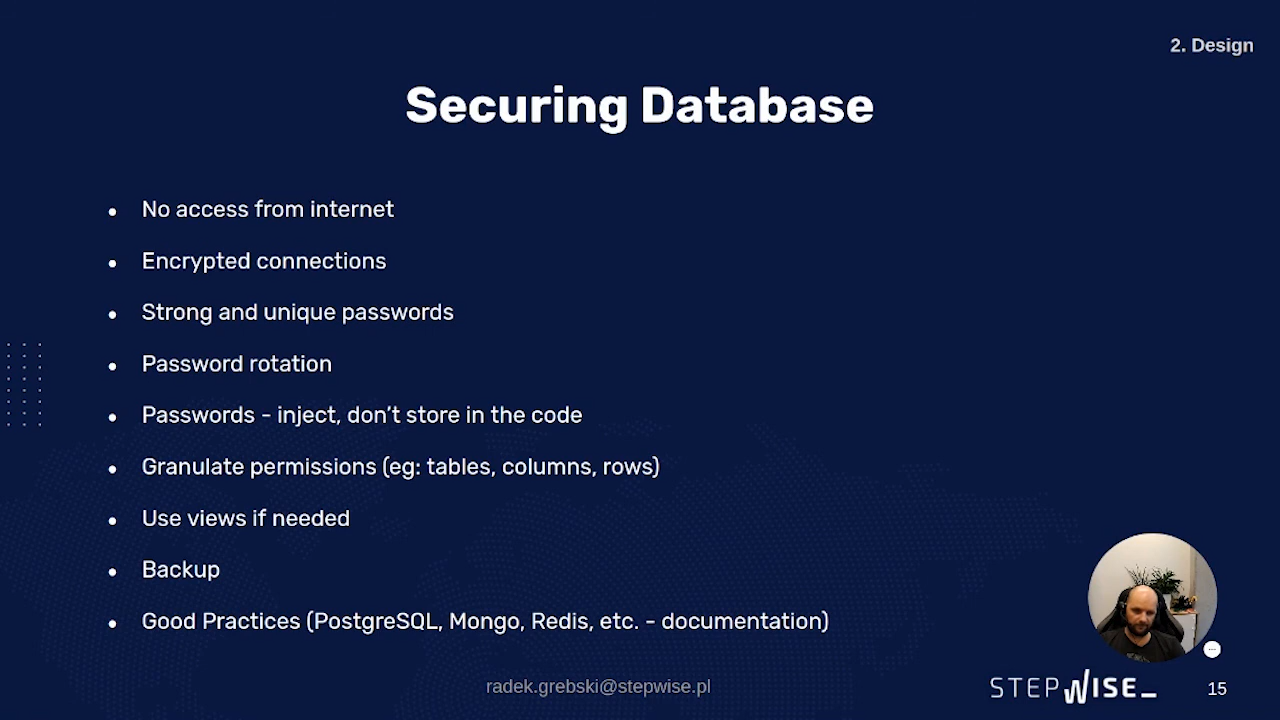 2. Design
Securing Database
● No access from internet
● Encrypted connections
● Strong and unique passwords
● Password rotation
● Passwords - inject, don’t store in the code
● Granulate permissions (eg: tables, columns, rows)
● Use views if needed
● Backup
● Good Practices (PostgreSQL, Mongo, Redis, etc. - documentation)
radek.grebski@stepwise.pl
STEPWISE_
15